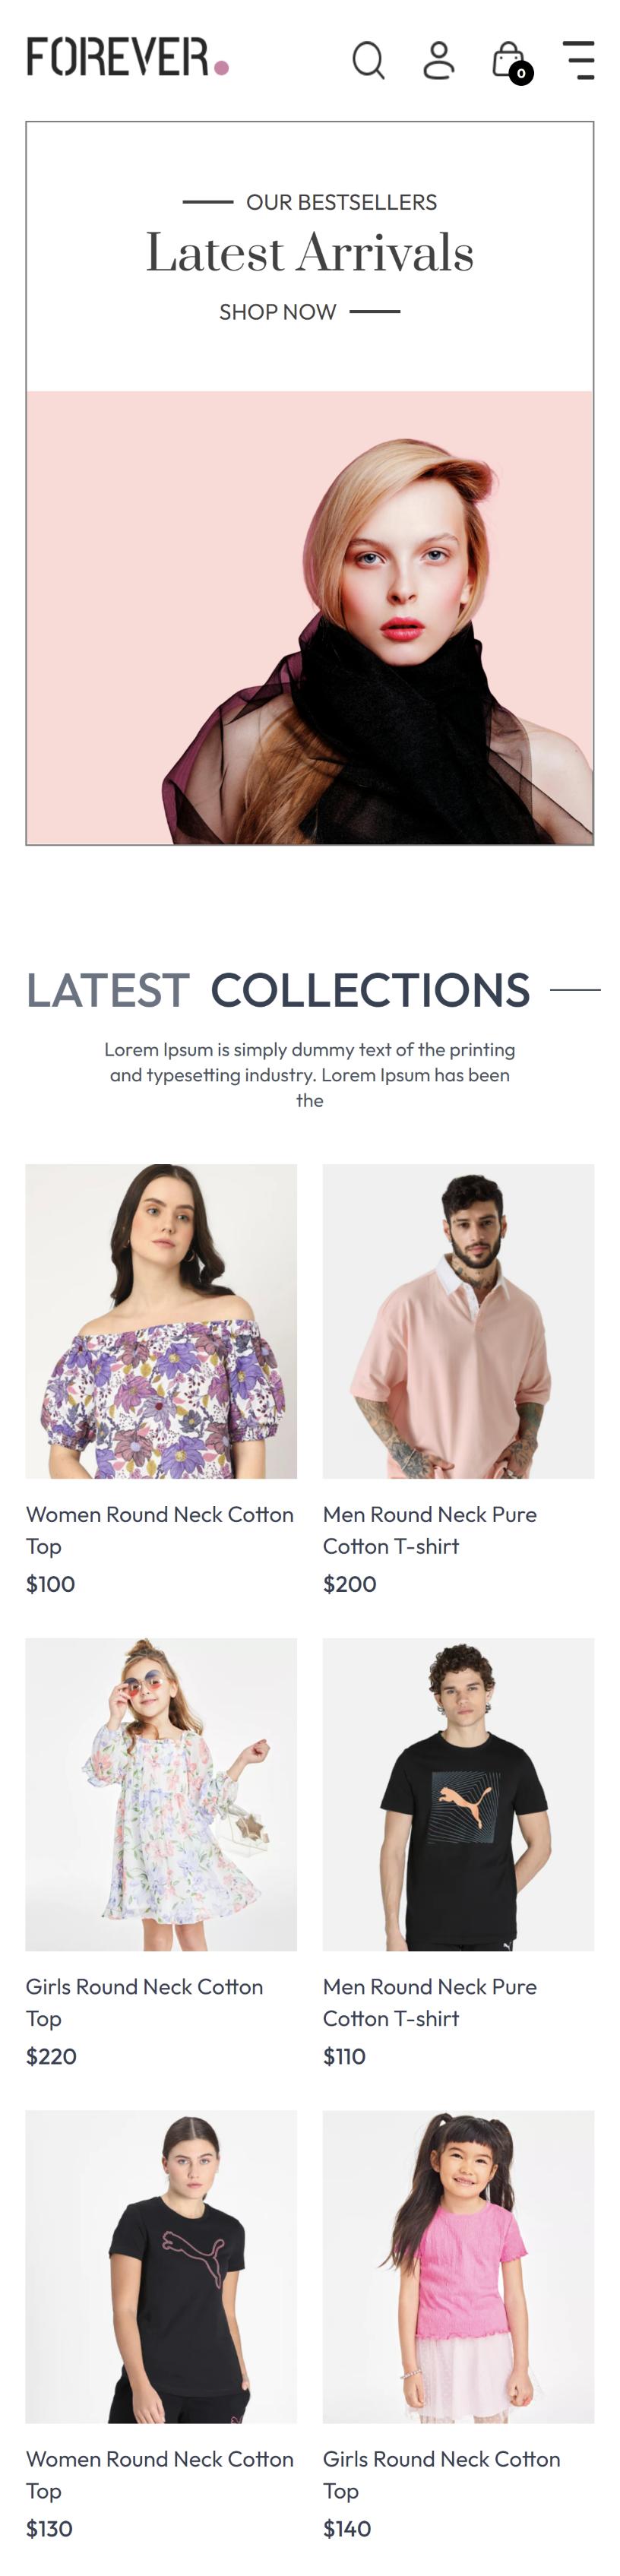 FOREVER.
0
OUR BESTSELLERS
Latest Arrivals
SHOP NOW
LATEST COLLECTIONS
Lorem Ipsum is simply dummy text of the printing
and typesetting industry. Lorem Ipsum has been
the
Women Round Neck Cotton
Top
$100
Men Round Neck Pure
Cotton T-shirt
$200
Girls Round Neck Cotton
Top
$220
Men Round Neck Pure
Cotton T-shirt
$110
Women Round Neck Cotton
Top
$130
Girls Round Neck Cotton
Top
$140